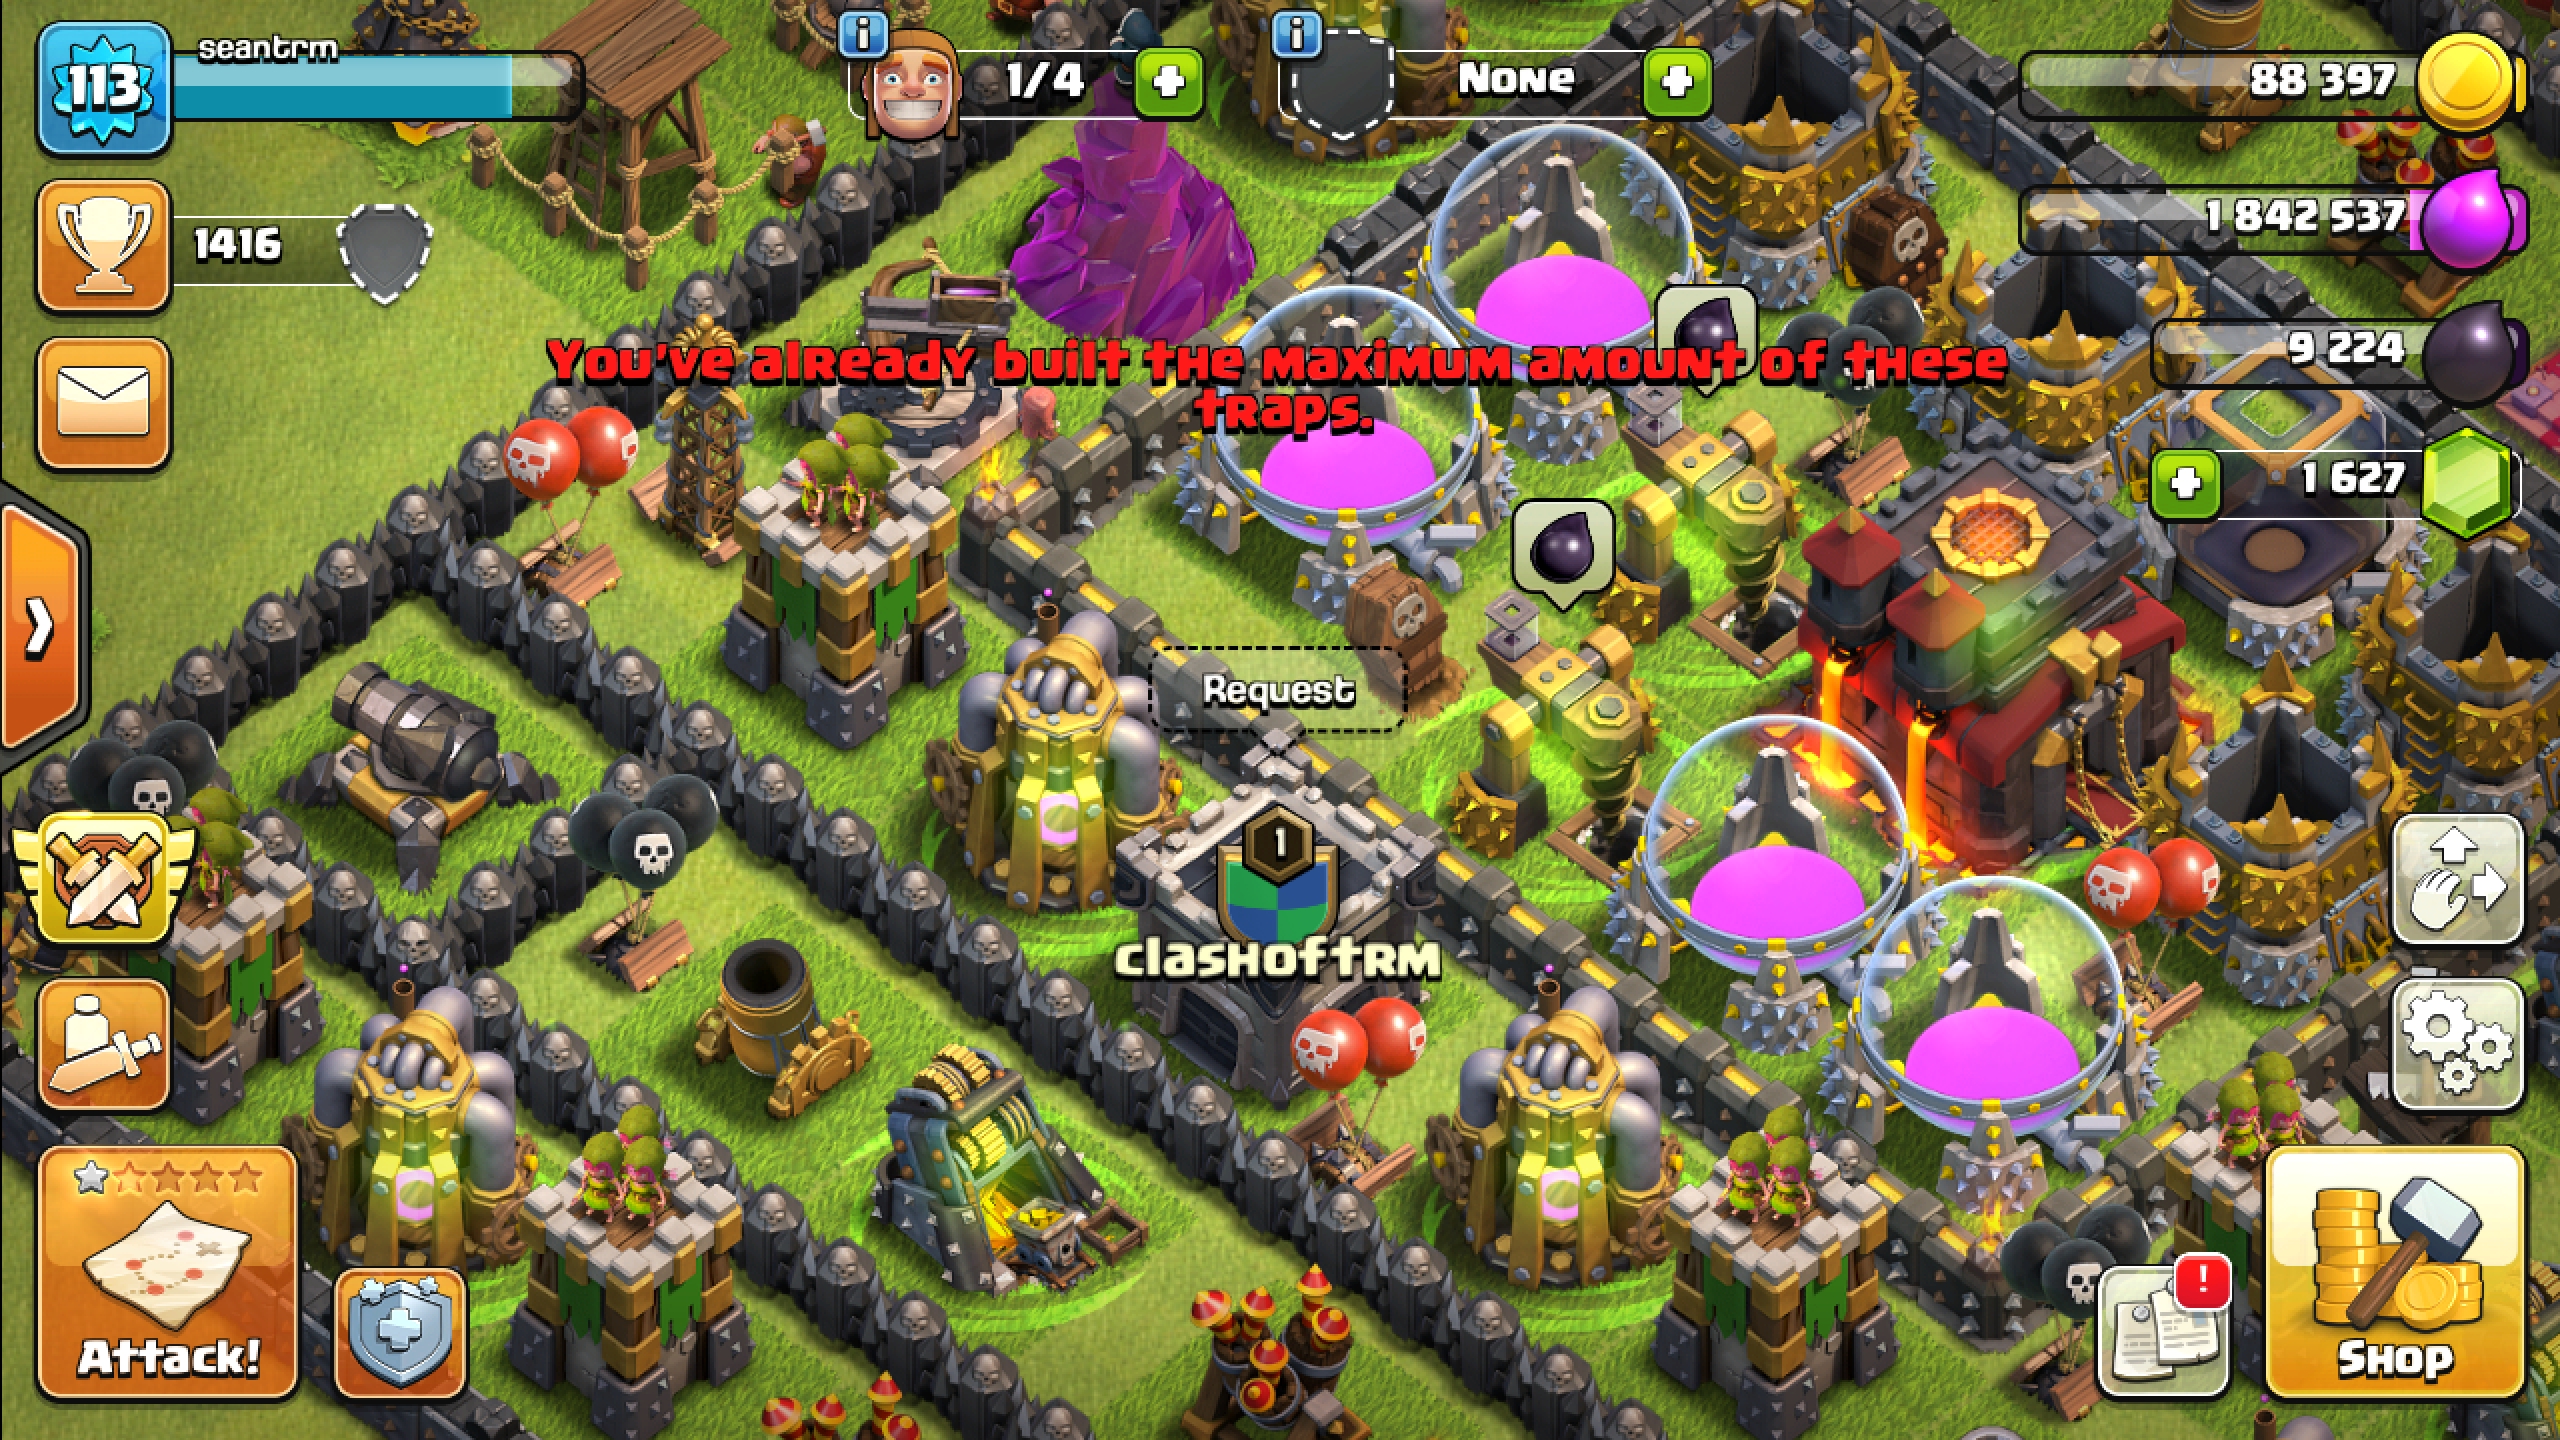 113
seantrm
1/4
None
88 397
1416
1 842 537
9 224
You've already built the maximum amount of these
traps.
1 627
Request
1
clashoftrm
!
Attack!
Shop